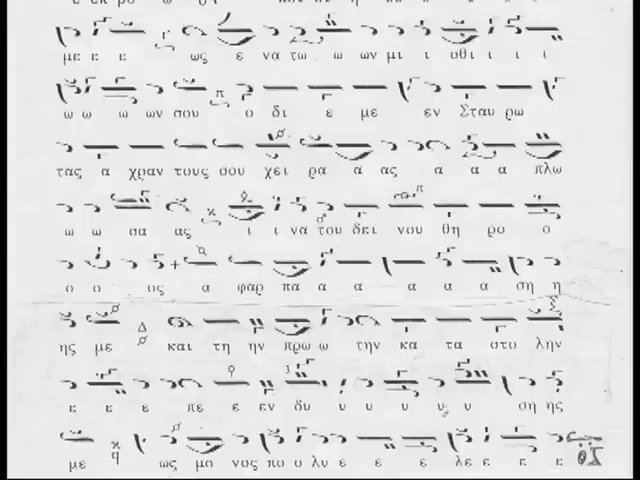 με ε ε ως ε να τω ω ων μι ι σθι ι ι ι
ω ω ω ων σου ο δι ε με εν Σταυ ρω
τας α χραν τους σου χει ρα α ας α α α πλω
ω ω σα ας ι ι να του δει νου θη ρο ο
ο ο ος α φαρ πα α α α α α ση η
ης με και τη ην πρω ω την κα τα στο λην
ε ε ε πε ε εν δυ υ υ υ υ υ ση ης
με ως μο νος πο ο λυ ε ε ε λε ε ε ε